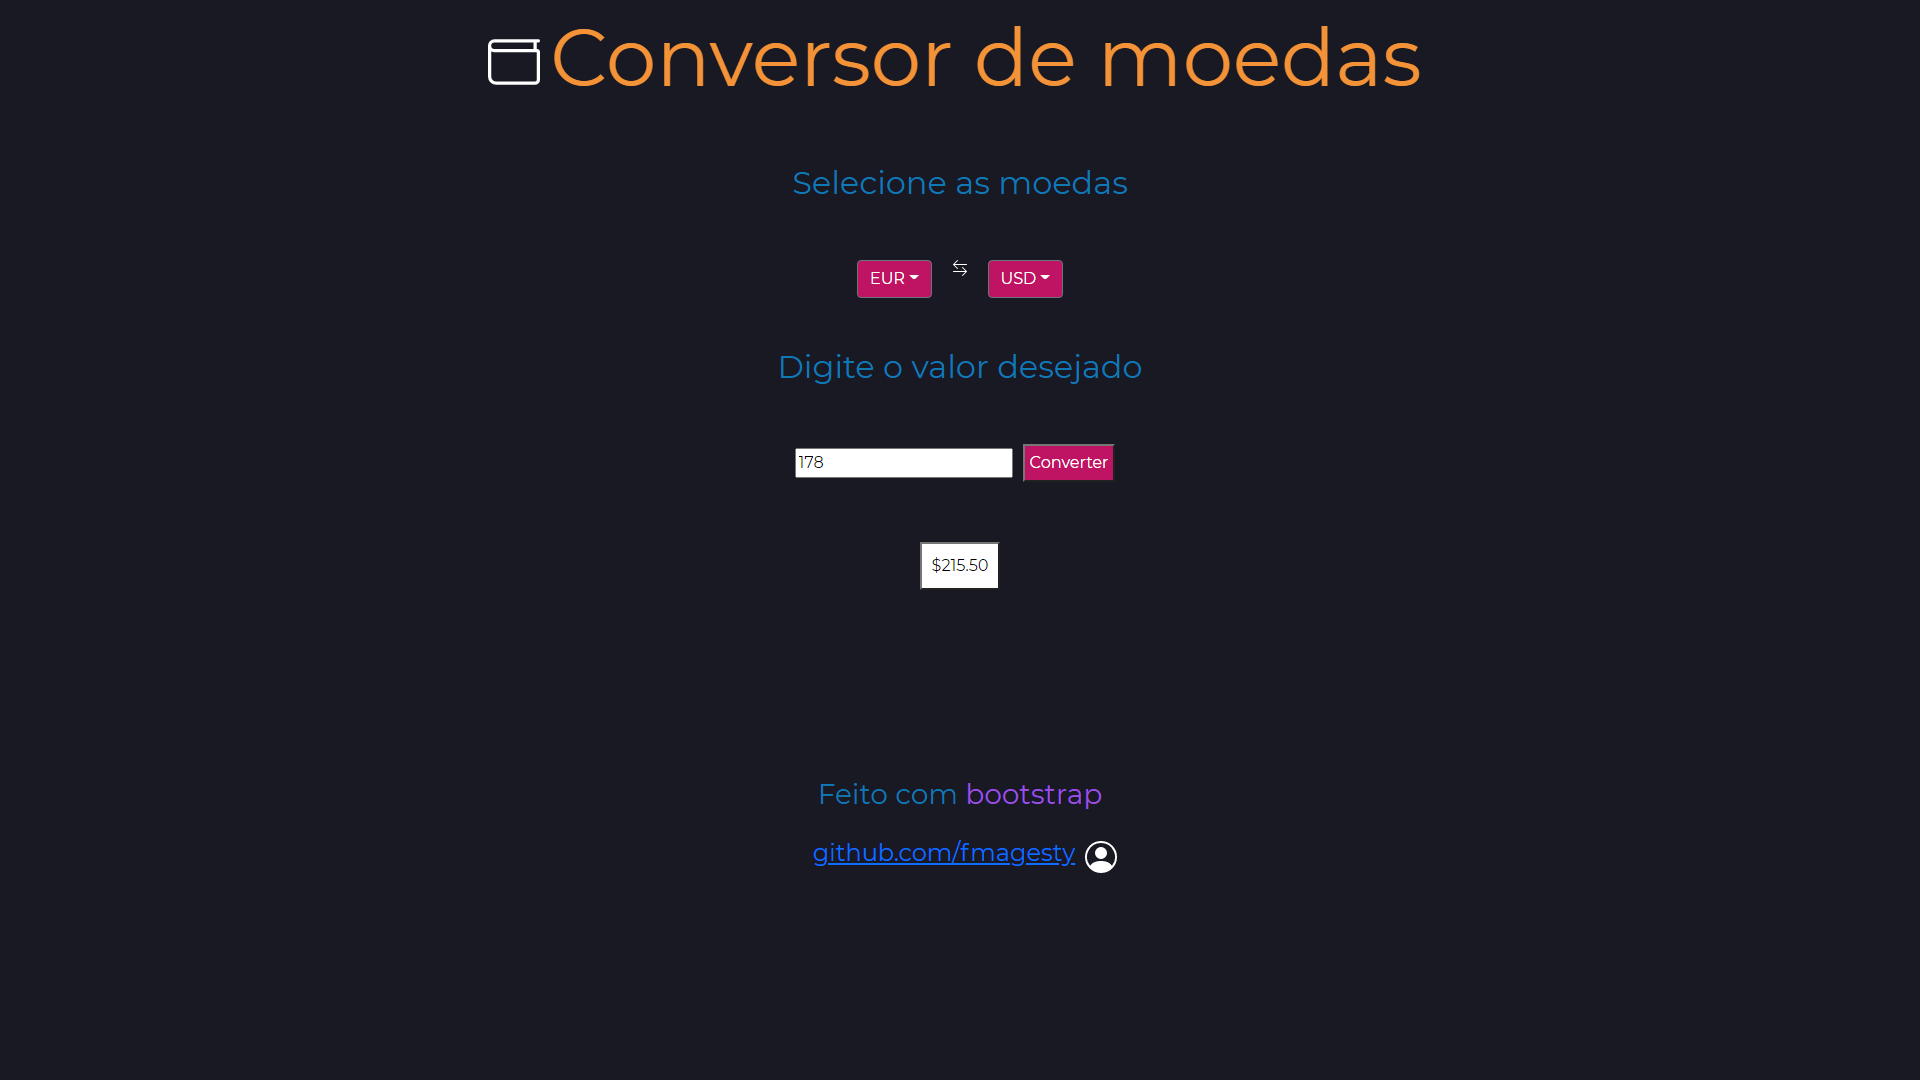 Conversor de moedas
Selecione as moedas
EUR USD
Digite o valor desejado
178 Converter
$215.50
Feito com bootstrap
github.com/fmagesty